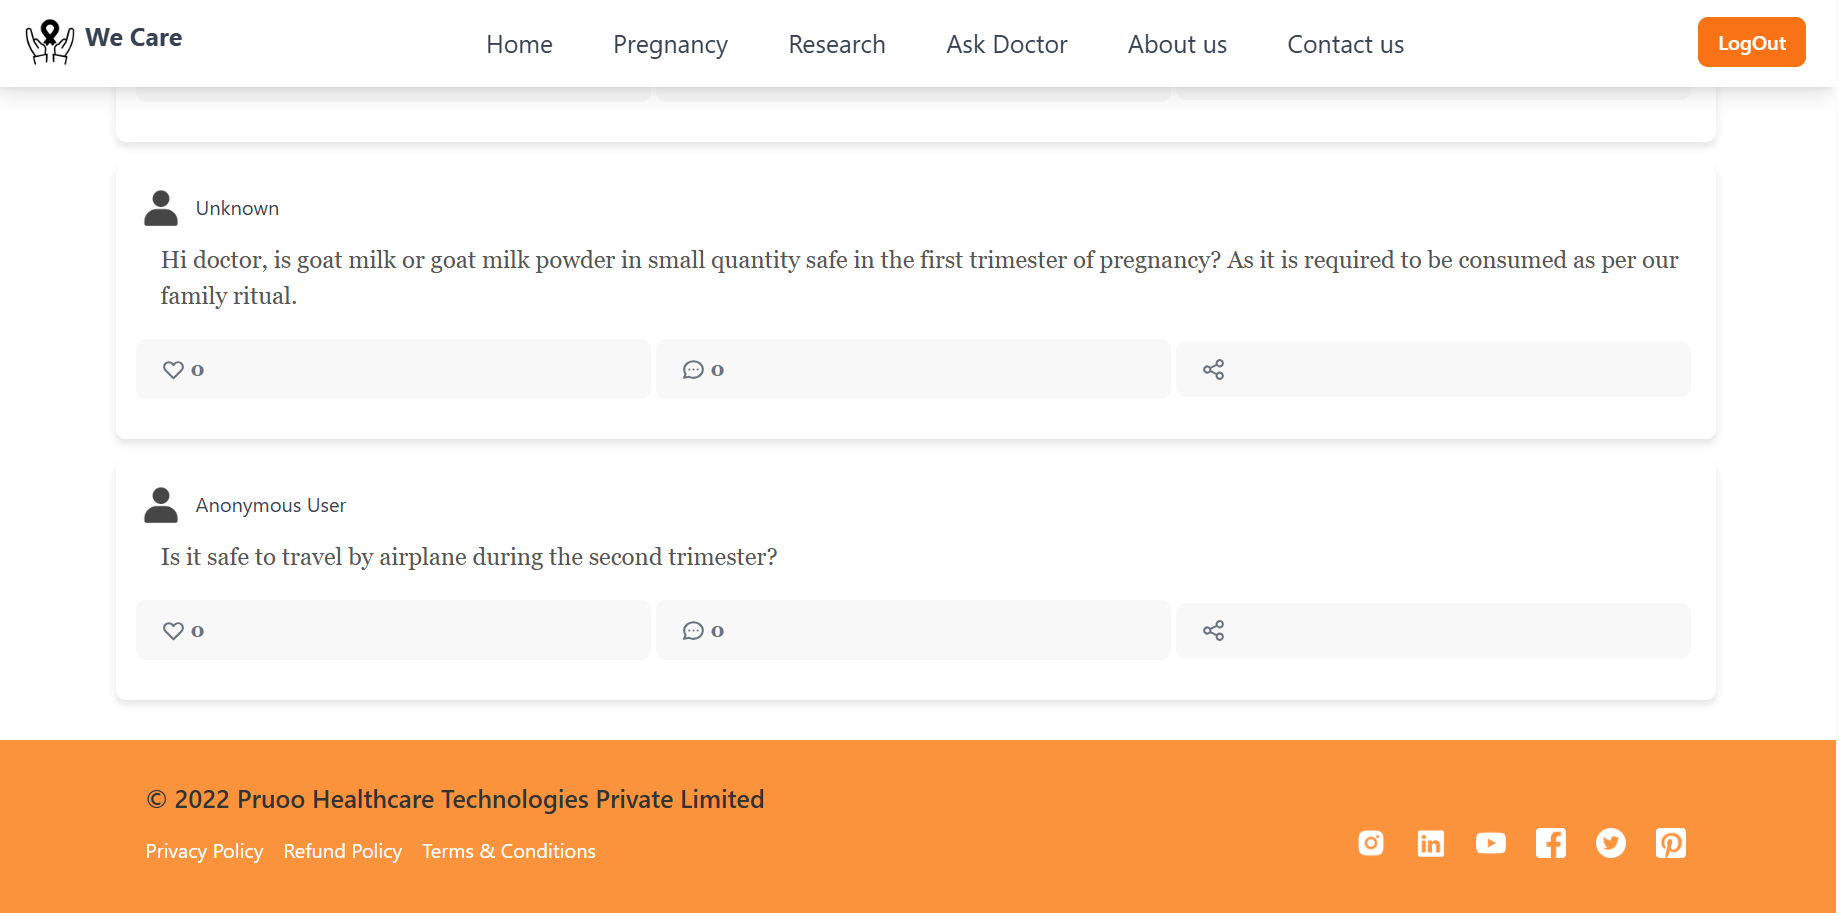 We Care
Home
Pregnancy
Research
Ask Doctor
About us
Contact us
LogOut
Unknown
Hi doctor, is goat milk or goat milk powder in small quantity safe in the first trimester of pregnancy? As it is required to be consumed as per our
family ritual.
0
0
Anonymous User
Is it safe to travel by airplane during the second trimester?
0
0
© 2022 Pruoo Healthcare Technologies Private Limited
Privacy Policy
Refund Policy
Terms & Conditions